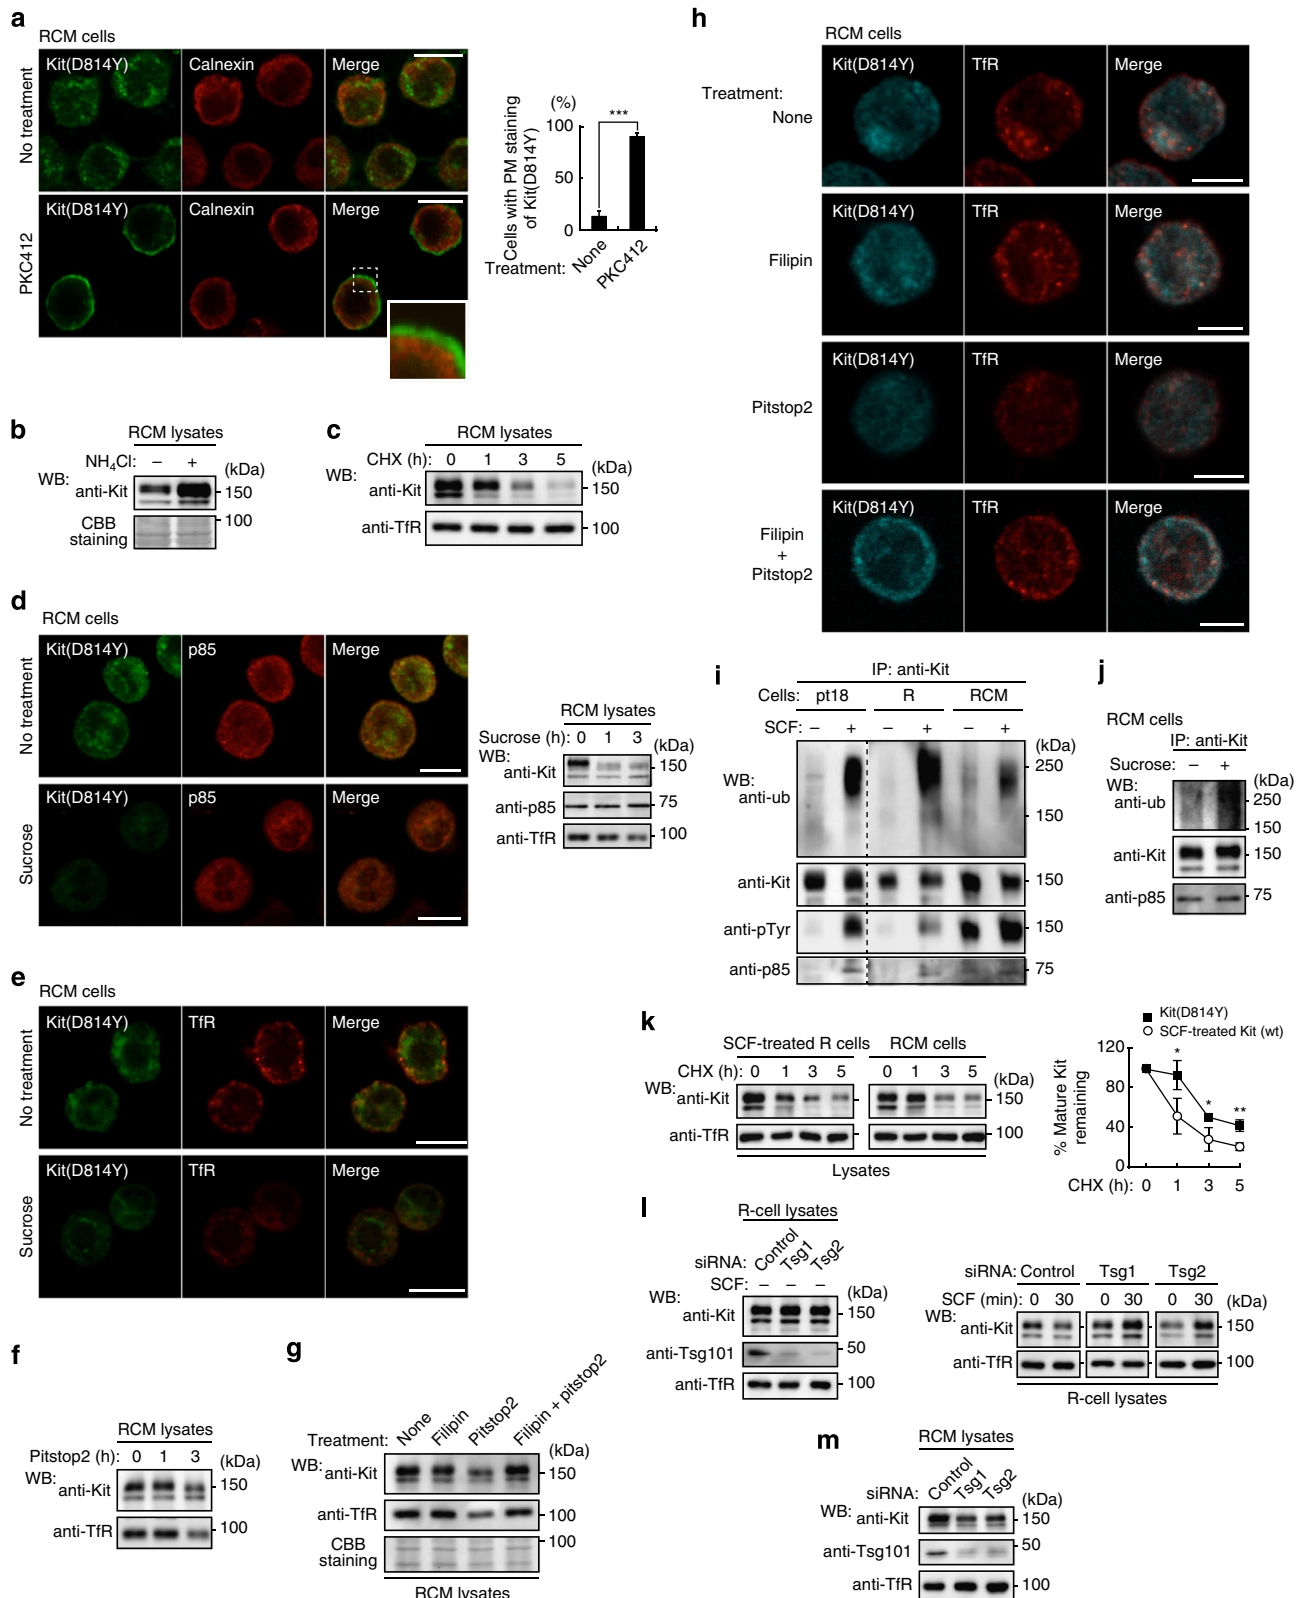 a
RCM cells
No treatment
Kit(D814Y) Calnexin Merge
PKC412
Kit(D814Y) Calnexin Merge
Cells with PM staining
of Kit(D814Y)
(%)
100
50
0
***
Treatment: None PKC412
b
RCM lysates
NH4Cl: – +
WB: (kDa)
anti-Kit 150
100
CBB
staining
c
RCM lysates
CHX (h): 0 1 3 5
WB: (kDa)
anti-Kit 150
anti-TfR 100
d
RCM cells
No treatment
Kit(D814Y) p85 Merge
Sucrose
Kit(D814Y) p85 Merge
RCM lysates
Sucrose (h): 0 1 3
WB: (kDa)
anti-Kit 150
anti-p85 75
anti-TfR 100
e
RCM cells
No treatment
Kit(D814Y) TfR Merge
Sucrose
Kit(D814Y) TfR Merge
f
RCM lysates
Pitstop2 (h): 0 1 3
WB: (kDa)
anti-Kit 150
anti-TfR 100
g
Treatment: None Filipin Pitstop2 Filipin + pitstop2
WB: (kDa)
anti-Kit 150
anti-TfR 100
100
CBB
staining
RCM lysates
h
RCM cells
Treatment:
None
Kit(D814Y) TfR Merge
Filipin
Kit(D814Y) TfR Merge
Pitstop2
Kit(D814Y) TfR Merge
Filipin
+
Pitstop2
Kit(D814Y) TfR Merge
i
IP: anti-Kit
Cells: pt18 R RCM
SCF: – + – + – +
WB: (kDa)
anti-ub 250
150
anti-Kit 150
anti-pTyr 150
anti-p85 75
j
RCM cells
IP: anti-Kit
Sucrose: – +
WB: (kDa)
anti-ub 250
150
anti-Kit 150
anti-p85 75
k
SCF-treated R cells RCM cells
CHX (h): 0 1 3 5 0 1 3 5
WB: (kDa)
anti-Kit 150
anti-TfR 100
Lysates
Kit(D814Y)
SCF-treated Kit (wt)
% Mature Kit
remaining
120
80
40
0
* * **
CHX (h): 0 1 3 5
l
R-cell lysates
siRNA: Control Tsg1 Tsg2
SCF: – – –
WB: (kDa)
anti-Kit 150
anti-Tsg101 50
anti-TfR 100
siRNA: Control Tsg1 Tsg2
SCF (min): 0 30 0 30 0 30
WB: (kDa)
anti-Kit 150
anti-TfR 100
R-cell lysates
m
RCM lysates
siRNA: Control Tsg1 Tsg2
WB: (kDa)
anti-Kit 150
anti-Tsg101 50
anti-TfR 100